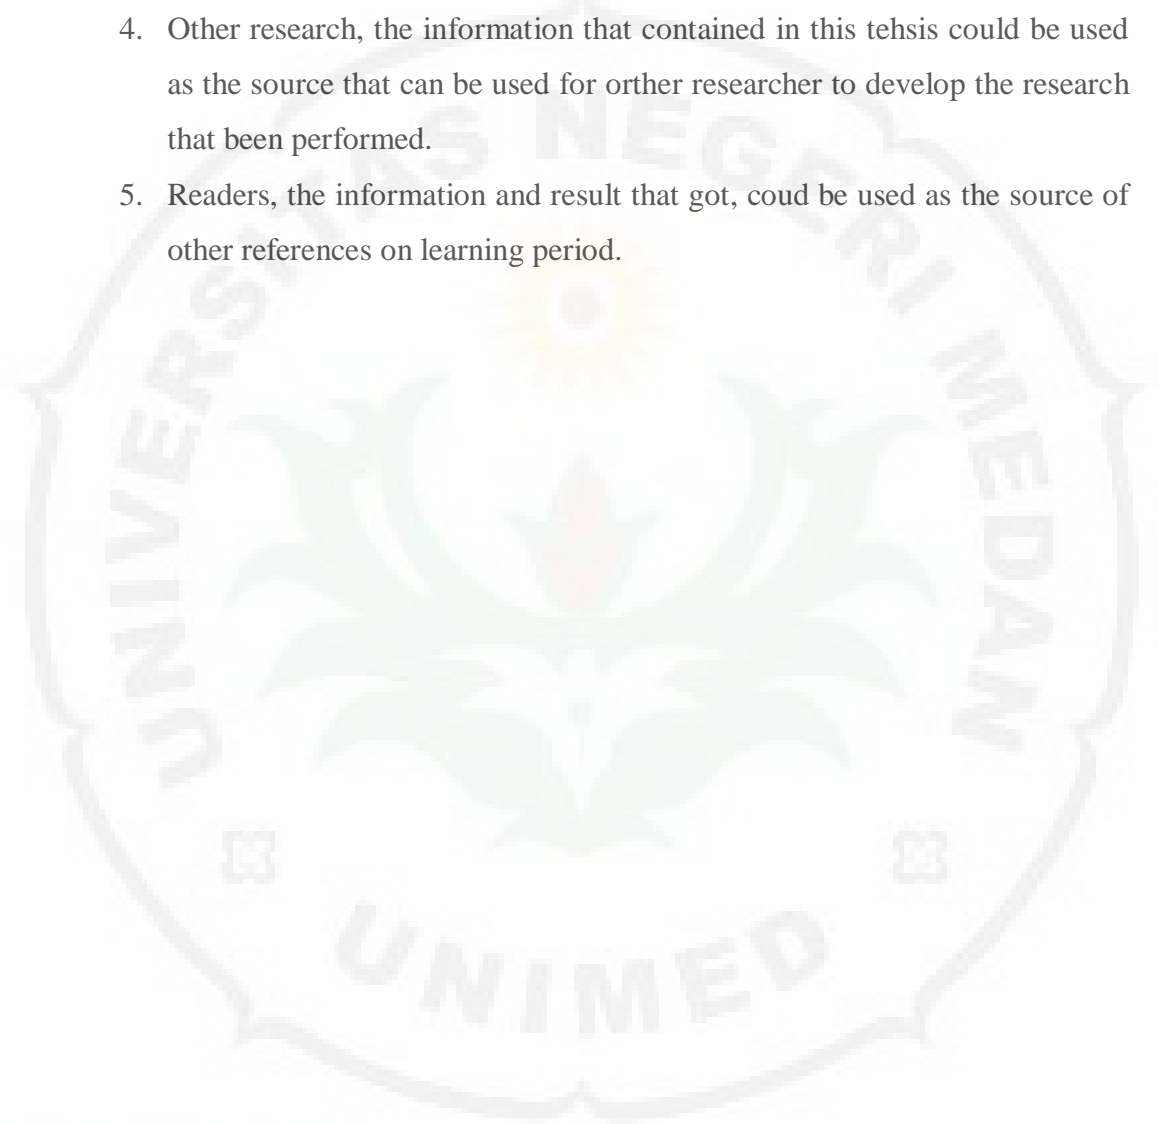 4. Other research, the information that contained in this tehsis could be used
as the source that can be used for orther researcher to develop the research
that been performed.
5. Readers, the information and result that got, coud be used as the source of
other references on learning period.
UNIVERSITAS NEGERI MEDAN
UNIMED